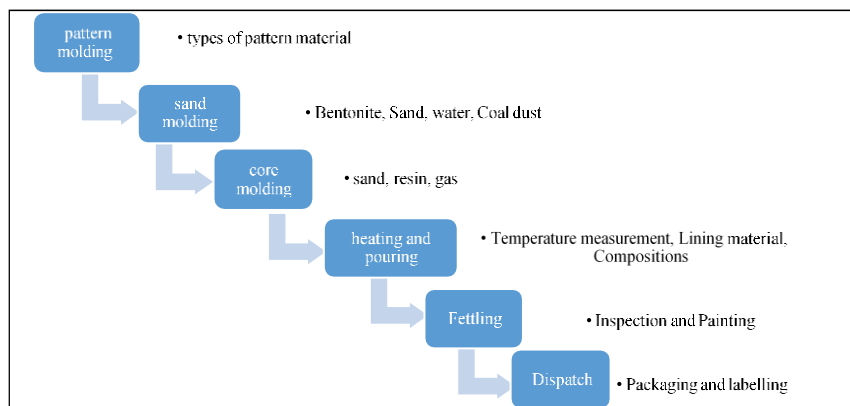 pattern
molding
• types of pattern material
sand
molding
• Bentonite, Sand, water, Coal dust
core
molding
• sand, resin, gas
heating and
pouring
• Temperature measurement, Lining material,
Compositions
Fettling
• Inspection and Painting
Dispatch
• Packaging and labelling